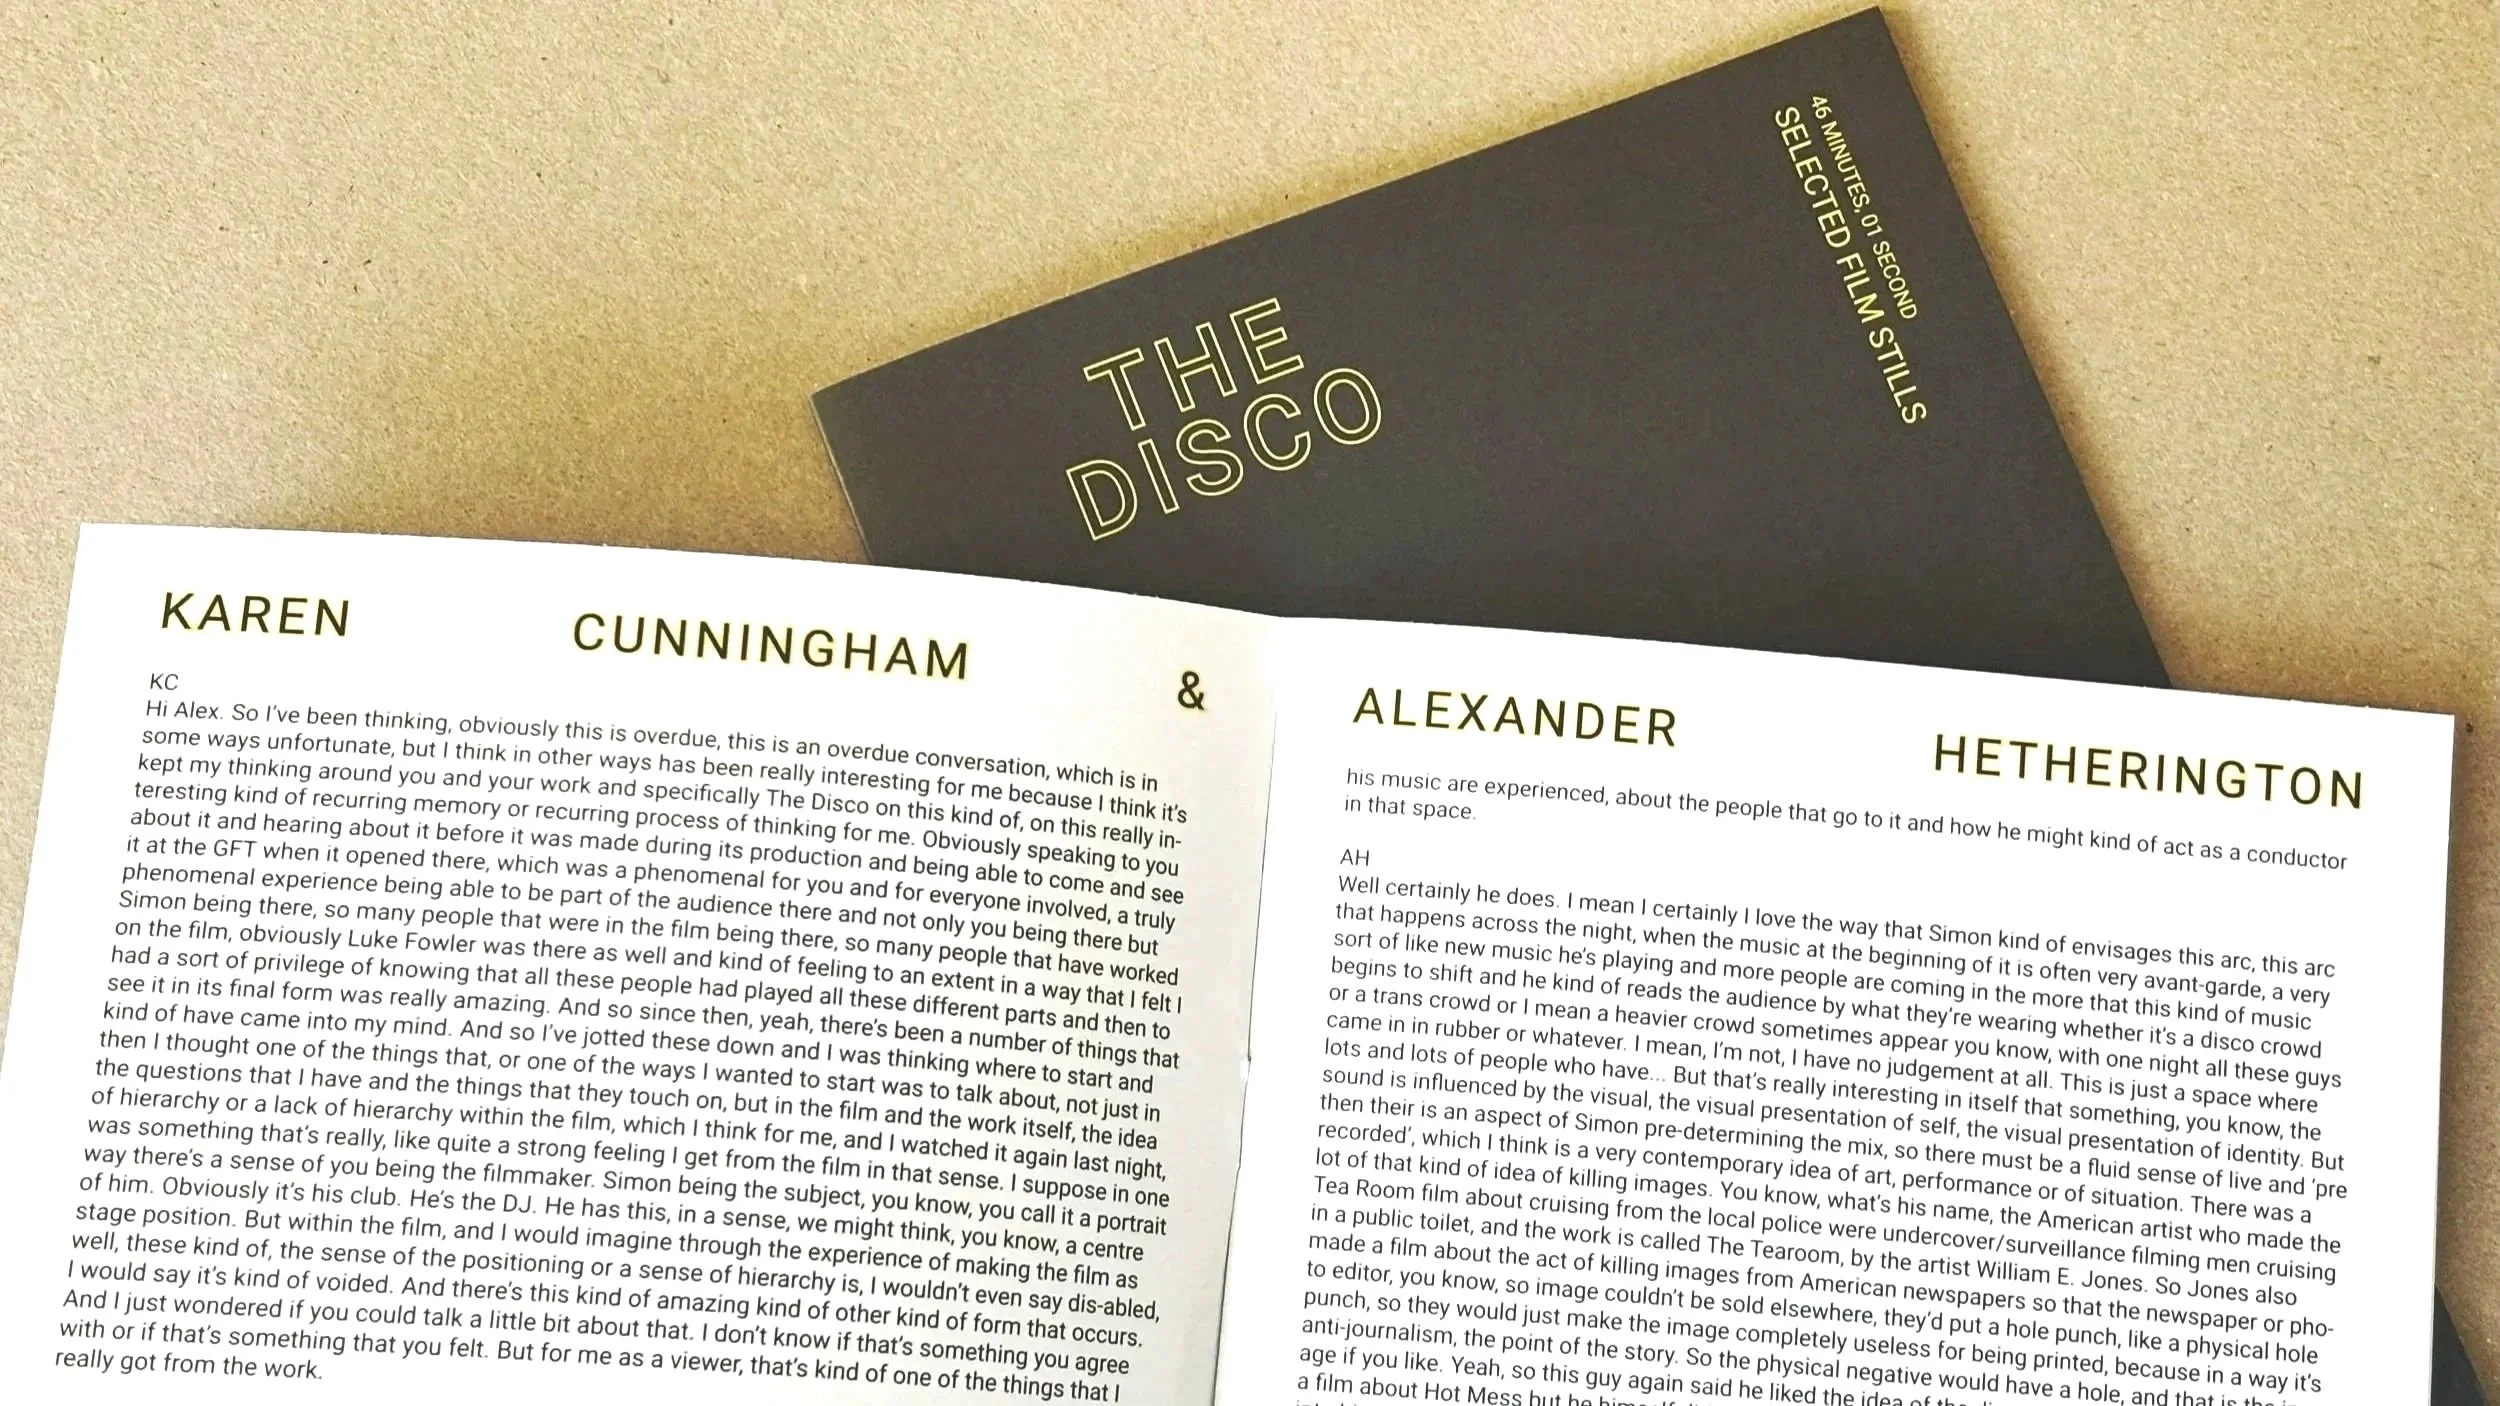 46 MINUTES, 01 SECOND
SELECTED FILM STILLS
THE
DISCO
KAREN CUNNINGHAM & ALEXANDER HETHERINGTON
KC
Hi Alex. So I've been thinking, obviously this is overdue, this is an overdue conversation, which is in
some ways unfortunate, but I think in other ways has been really interesting for me because I think it's
kept my thinking around you and your work and specifically The Disco on this kind of, on this really in-
teresting kind of recurring memory or recurring process of thinking for me. Obviously speaking to you
about it and hearing about it before it was made during its production and being able to come and see
it at the GFT when it opened there, which was a phenomenal for you and for everyone involved, a truly
phenomenal experience being able to be part of the audience there and not only you being there but
Simon being there, so many people that were in the film being there, so many people that have worked
on the film, obviously Luke Fowler was there as well and kind of feeling to an extent in a way that I felt I
had a sort of privilege of knowing that all these people had played all these different parts and then to
see it in its final form was really amazing. And so since then, yeah, there's been a number of things that
kind of have came into my mind. And so I've jotted these down and I was thinking where to start and
then I thought one of the things that, or one of the ways I wanted to start was to talk about, not just in
the questions that I have and the things that they touch on, but in the film and the work itself, the idea
of hierarchy or a lack of hierarchy within the film, which I think for me, and I watched it again last night,
was something that's really, like quite a strong feeling I get from the film in that sense. I suppose in one
way there's a sense of you being the filmmaker. Simon being the subject, you know, you call it a portrait
of him. Obviously it's his club. He's the DJ. He has this, in a sense, we might think, you know, a centre
stage position. But within the film, and I would imagine through the experience of making the film as
well, these kind of, the sense of the positioning or a sense of hierarchy is, I wouldn't even say dis-abled,
I would say it's kind of voided. And there's this kind of amazing kind of other kind of form that occurs.
And I just wondered if you could talk a little bit about that. I don't know if that's something you agree
with or if that's something that you felt. But for me as a viewer, that's kind of one of the things that I
really got from the work.
his music are experienced, about the people that go to it and how he might kind of act as a conductor
in that space.
AH
Well certainly he does. I mean I certainly I love the way that Simon kind of envisages this arc, this arc
that happens across the night, when the music at the beginning of it is often very avant-garde, a very
sort of like new music he's playing and more people are coming in the more that this kind of music
begins to shift and he kind of reads the audience by what they're wearing whether it's a disco crowd
or a trans crowd or I mean a heavier crowd sometimes appear you know, with one night all these guys
came in in rubber or whatever. I mean, I'm not, I have no judgement at all. This is just a space where
lots and lots of people who have... But that's really interesting in itself that something, you know, the
sound is influenced by the visual, the visual presentation of self, the visual presentation of identity. But
then their is an aspect of Simon pre-determining the mix, so there must be a fluid sense of live and 'pre
recorded', which I think is a very contemporary idea of art, performance or of situation. There was a
lot of that kind of idea of killing images. You know, what's his name, the American artist who made the
Tea Room film about cruising from the local police were undercover/surveillance filming men cruising
in a public toilet, and the work is called The Tearoom, by the artist William E. Jones. So Jones also
made a film about the act of killing images from American newspapers so that the newspaper or pho-
to editor, you know, so image couldn't be sold elsewhere, they'd put a hole punch, like a physical hole
punch, so they would just make the image completely useless for being printed, because in a way it's
anti-journalism, the point of the story. So the physical negative would have a hole, and that is the
age if you like. Yeah, so this guy again said he liked the idea of the
a film about Hot Mess but he himself